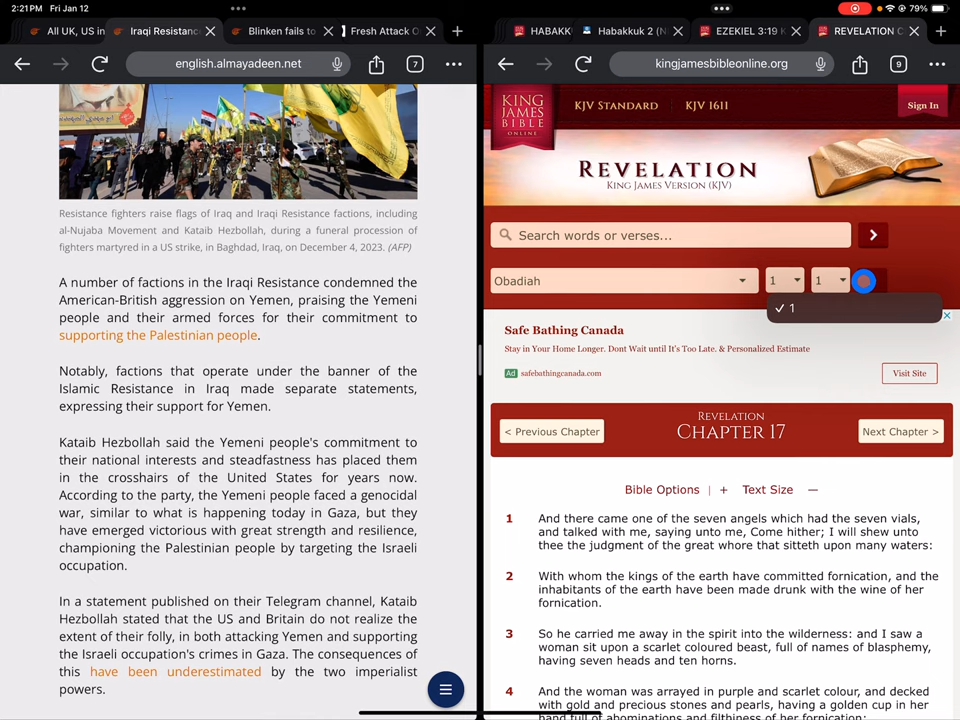 2:21 PM Fri Jan 12
79%
All UK, US in
Iraqi Resistanc
Blinken fails to
Fresh Attack O
HABAKK
Habakkuk 2 (N
EZEKIEL 3:19 K
REVELATION C
english.almayadeen.net
7
kingjamesbibleonline.org
9
Resistance fighters raise flags of Iraq and Iraqi Resistance factions, including
al-Nujaba Movement and Kataib Hezbollah, during a funeral procession of
fighters martyred in a US strike, in Baghdad, Iraq, on December 4, 2023. (AFP)
A number of factions in the Iraqi Resistance condemned the
American-British aggression on Yemen, praising the Yemeni
people and their armed forces for their commitment to
supporting the Palestinian people.
Notably, factions that operate under the banner of the
Islamic Resistance in Iraq made separate statements,
expressing their support for Yemen.
Kataib Hezbollah said the Yemeni people's commitment to
their national interests and steadfastness has placed them
in the crosshairs of the United States for years now.
According to the party, the Yemeni people faced a genocidal
war, similar to what is happening today in Gaza, but they
have emerged victorious with great strength and resilience,
championing the Palestinian people by targeting the Israeli
occupation.
In a statement published on their Telegram channel, Kataib
Hezbollah stated that the US and Britain do not realize the
extent of their folly, in both attacking Yemen and supporting
the Israeli occupation's crimes in Gaza. The consequences of
this have been underestimated by the two imperialist
powers.
KING
JAMES
BIBLE
ONLINE
KJV STANDARD
KJV 1611
Sign In
REVELATION
KING JAMES VERSION (KJV)
Search words or verses...
Obadiah
1
1
✓ 1
Safe Bathing Canada
Stay in Your Home Longer. Dont Wait until It's Too Late. & Personalized Estimate
Ad safebathingcanada.com
Visit Site
< Previous Chapter
REVELATION
CHAPTER 17
Next Chapter >
Bible Options | + Text Size —
1 And there came one of the seven angels which had the seven vials,
and talked with me, saying unto me, Come hither; I will shew unto
thee the judgment of the great whore that sitteth upon many waters:
2 With whom the kings of the earth have committed fornication, and the
inhabitants of the earth have been made drunk with the wine of her
fornication.
3 So he carried me away in the spirit into the wilderness: and I saw a
woman sit upon a scarlet coloured beast, full of names of blasphemy,
having seven heads and ten horns.
4 And the woman was arrayed in purple and scarlet colour, and decked
with gold and precious stones and pearls, having a golden cup in her
hand full of abominations and filthiness of her fornication: